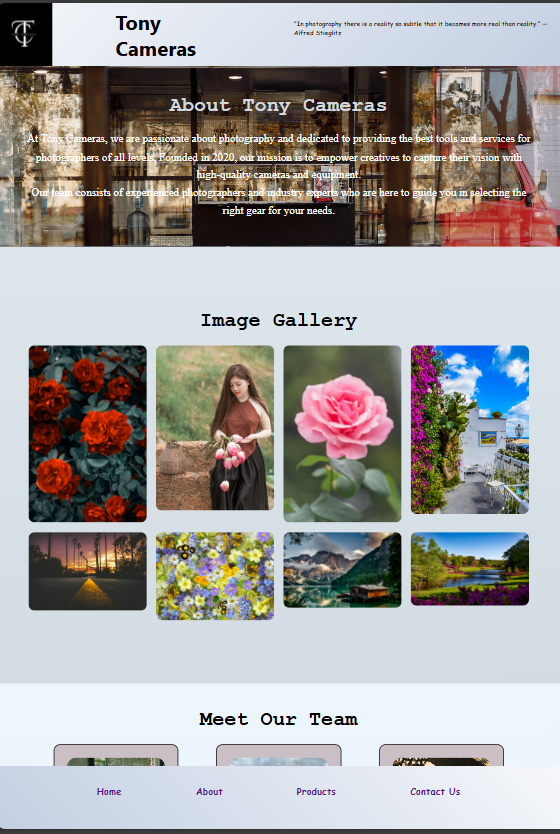 Tony
Cameras
"In photography there is a reality so subtle that it becomes more real than reality." —
Alfred Stieglitz
About Tony Cameras
At Tony Cameras, we are passionate about photography and dedicated to providing the best tools and services for
photographers of all levels. Founded in 2020, our mission is to empower creatives to capture their vision with
high-quality cameras and equipment.
Our team consists of experienced photographers and industry experts who are here to guide you in selecting the
right gear for your needs.
Image Gallery
Meet Our Team
Home About Products Contact Us